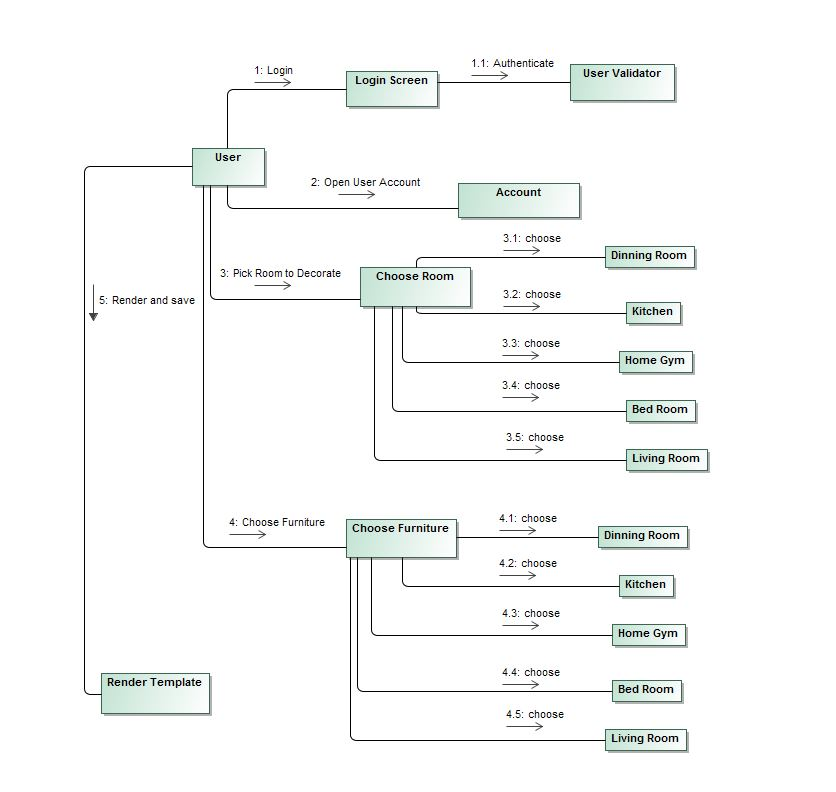 1: Login
1.1: Authenticate
Login Screen
User Validator
User
2: Open User Account
Account
3.1: choose
Dinning Room
3: Pick Room to Decorate
Choose Room
3.2: choose
Kitchen
5: Render and save
3.3: choose
Home Gym
3.4: choose
Bed Room
3.5: choose
Living Room
4: Choose Furniture
Choose Furniture
4.1: choose
Dinning Room
4.2: choose
Kitchen
4.3: choose
Home Gym
4.4: choose
Bed Room
Render Template
4.5: choose
Living Room